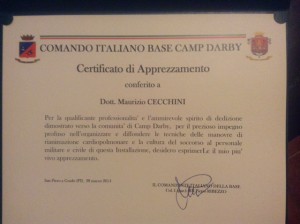 COMANDO ITALIANO BASE CAMP DARBY
Certificato di Apprezzamento
conferito a
Dott. Maurizio CECCHINI
Per la qualificante professionalita' e l'ammirevole spirito di dedizione
dimostrato verso la comunita' di Camp Darby, per il prezioso impegno
profuso nell'organizzare e diffondere le tecniche delle manovre di
rianimazione cardiopolmonare e la cultura del soccorso al personale
militare e civile di questa Installazione, desidero esprimerLe il mio piu'
vivo apprezzamento.
IL COMANDANTE ITALIANO DELLA BASE